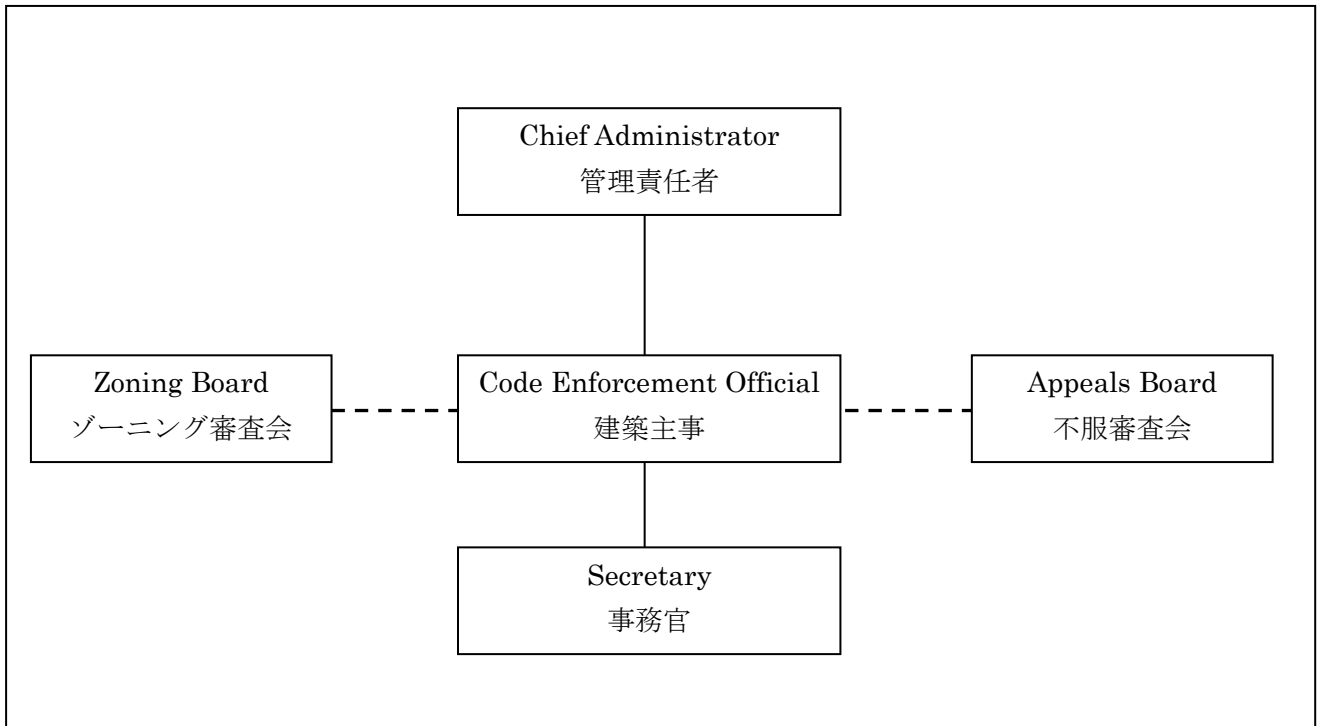 Chief Administrator
管理責任者
Zoning Board
ゾーニング審査会
Code Enforcement Official
建築主事
Appeals Board
不服審査会
Secretary
事務官